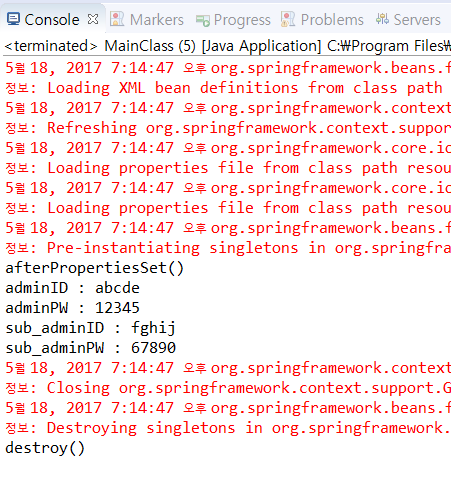 Console Markers Progress Problems Servers
<terminated> MainClass (5) [Java Application] C:₩Program Files₩
5월 18, 2017 7:14:47 오후 org.springframework.beans.f
정보: Loading XML bean definitions from class path
5월 18, 2017 7:14:47 오후 org.springframework.context
정보: Refreshing org.springframework.context.suppor
5월 18, 2017 7:14:47 오후 org.springframework.core.io
정보: Loading properties file from class path resou
5월 18, 2017 7:14:47 오후 org.springframework.core.io
정보: Loading properties file from class path resou
5월 18, 2017 7:14:47 오후 org.springframework.beans.f
정보: Pre-instantiating singletons in org.springfra
afterPropertiesSet()
adminID : abcde
adminPW : 12345
sub_adminID : fghij
sub_adminPW : 67890
5월 18, 2017 7:14:47 오후 org.springframework.context
정보: Closing org.springframework.context.support.G
5월 18, 2017 7:14:47 오후 org.springframework.beans.f
정보: Destroying singletons in org.springframework.
destroy()